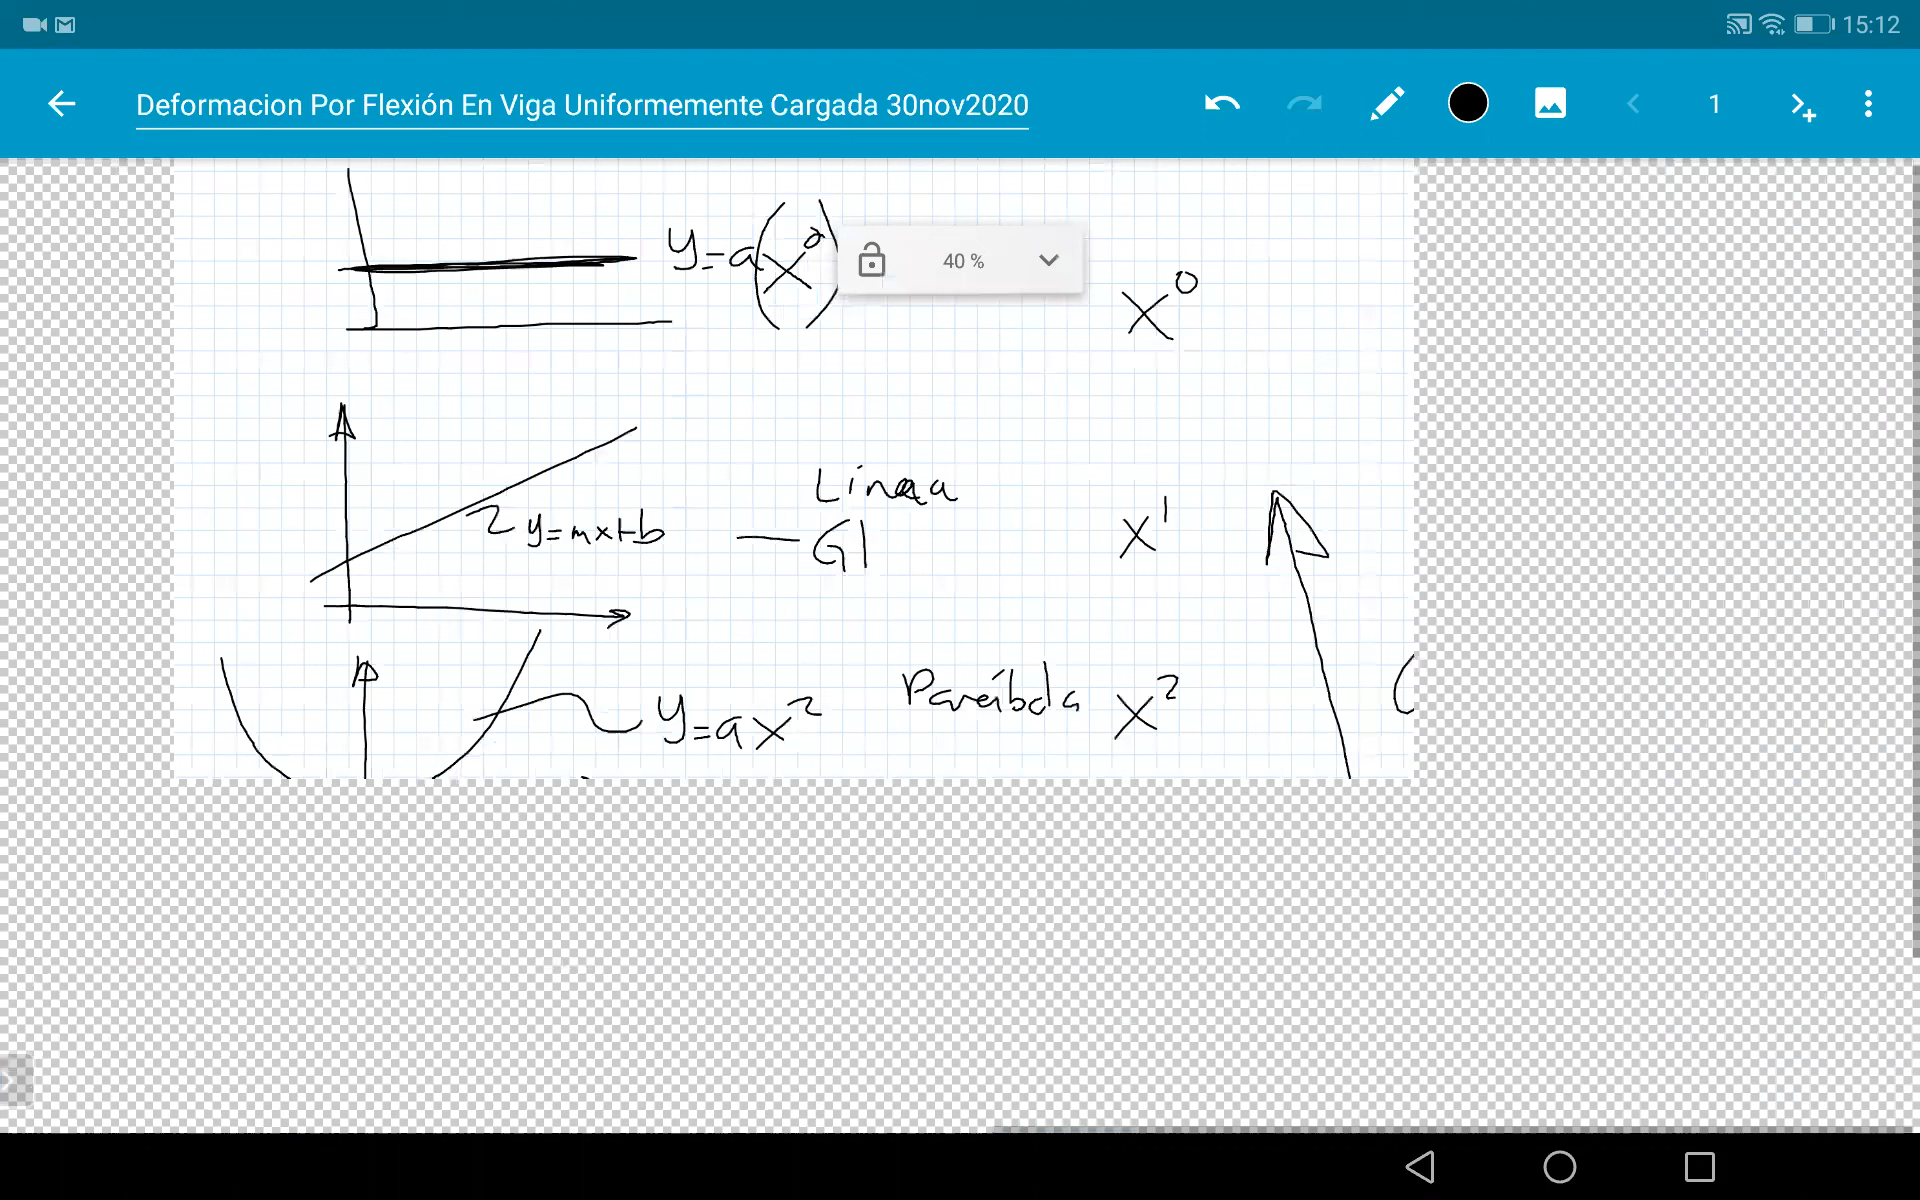 15:12
Deformacion Por Flexión En Viga Uniformemente Cargada 30nov2020
1
y=a(x⁰)
40 %
x⁰
Linea
y=mx+b
G1
x¹
y=ax²
Parábola
x²